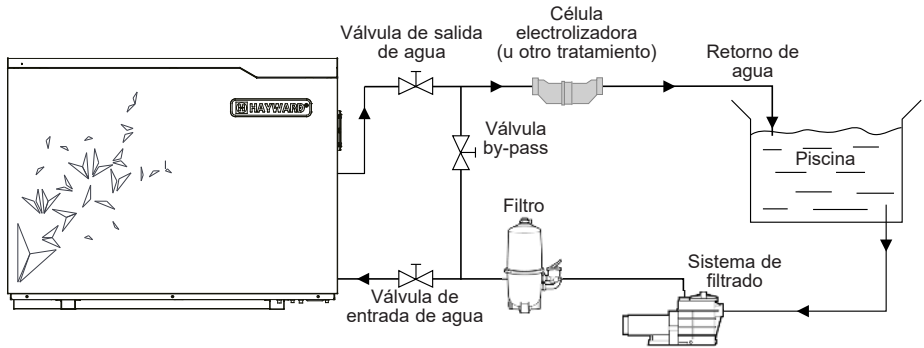 Válvula de salida
de agua
Célula
electrolizadora
(u otro tratamiento)
Retorno de
agua
HAYWARD®
Válvula
by-pass
Piscina
Filtro
Sistema de
filtrado
Válvula de
entrada de agua